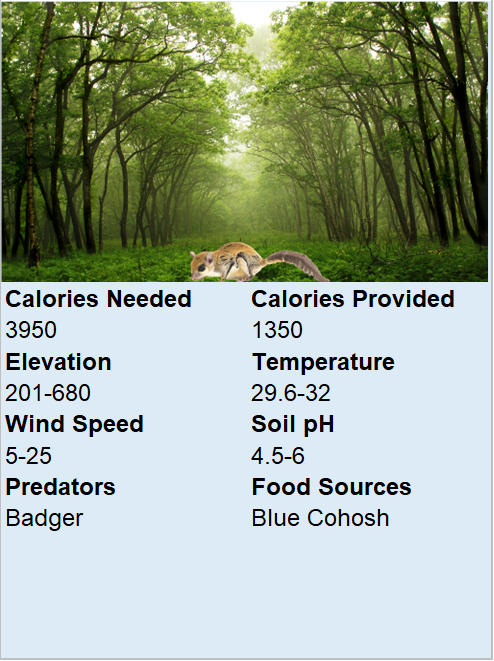 Calories Needed
Calories Provided
3950
1350
Elevation
Temperature
201-680
29.6-32
Wind Speed
Soil pH
5-25
4.5-6
Predators
Food Sources
Badger
Blue Cohosh